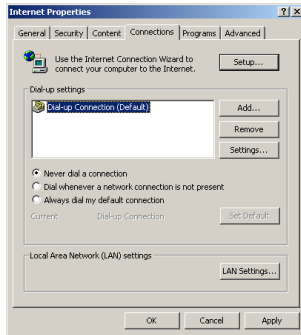 Internet Properties
General Security Content Connections Programs Advanced
Use the Internet Connection Wizard to
connect your computer to the Internet.
Setup...
Dial-up settings
Dial-up Connection (Default)
Add...
Remove
Settings...
Never dial a connection
Dial whenever a network connection is not present
Always dial my default connection
Current Dial-up Connection Set Default
Local Area Network (LAN) settings
LAN Settings...
OK Cancel Apply